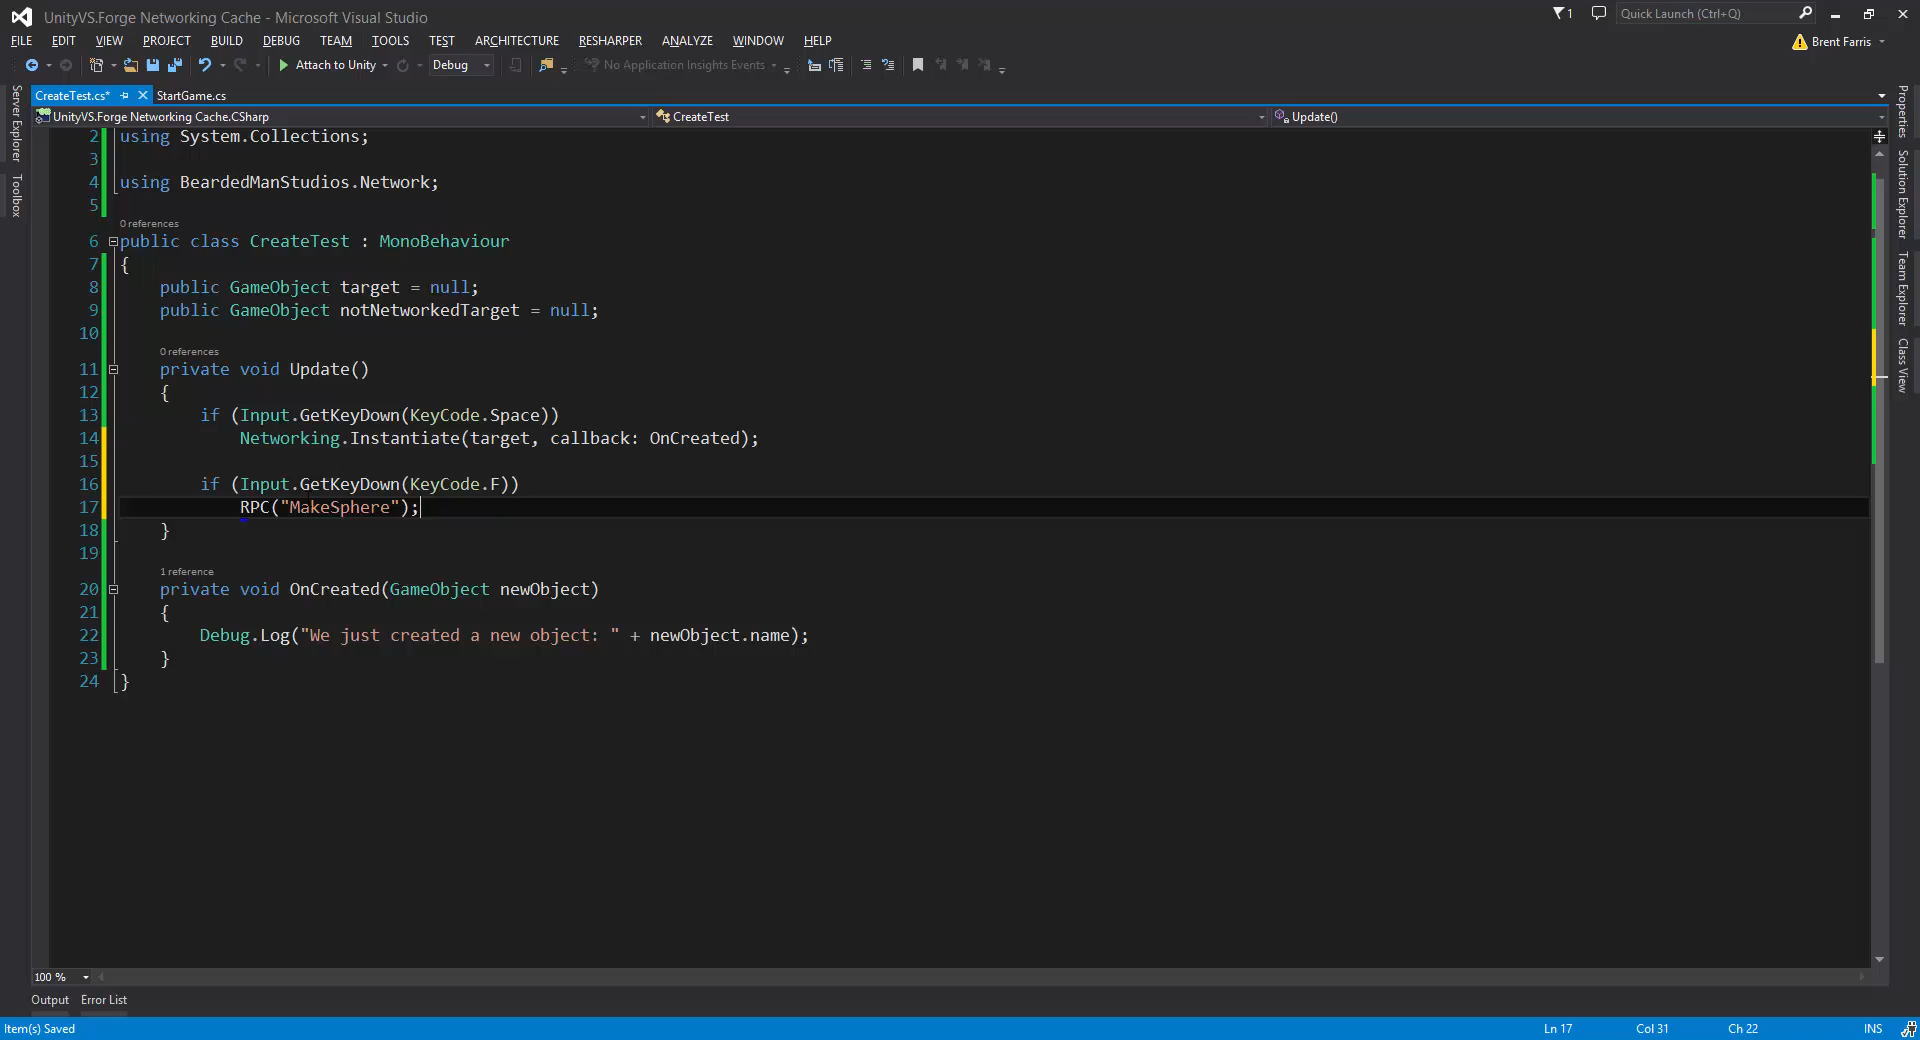 UnityVS.Forge Networking Cache - Microsoft Visual Studio
1
Quick Launch (Ctrl+Q)
FILE EDIT VIEW PROJECT BUILD DEBUG TEAM TOOLS TEST ARCHITECTURE RESHARPER ANALYZE WINDOW HELP
Brent Farris
Attach to Unity
Debug
No Application Insights Events
CreateTest.cs*
StartGame.cs
UnityVS.Forge Networking Cache.CSharp
CreateTest
Update()
Server Explorer
Toolbox
Properties
Solution Explorer
Team Explorer
Class View
2 using System.Collections;
3
4 using BeardedManStudios.Network;
5
0 references
6 public class CreateTest : MonoBehaviour
7 {
8 public GameObject target = null;
9 public GameObject notNetworkedTarget = null;
10
0 references
11 private void Update()
12 {
13 if (Input.GetKeyDown(KeyCode.Space))
14 Networking.Instantiate(target, callback: OnCreated);
15
16 if (Input.GetKeyDown(KeyCode.F))
17 RPC("MakeSphere");
18 }
19
1 reference
20 private void OnCreated(GameObject newObject)
21 {
22 Debug.Log("We just created a new object: " + newObject.name);
23 }
24 }
100 %
Output Error List
Item(s) Saved
Ln 17 Col 31 Ch 22 INS